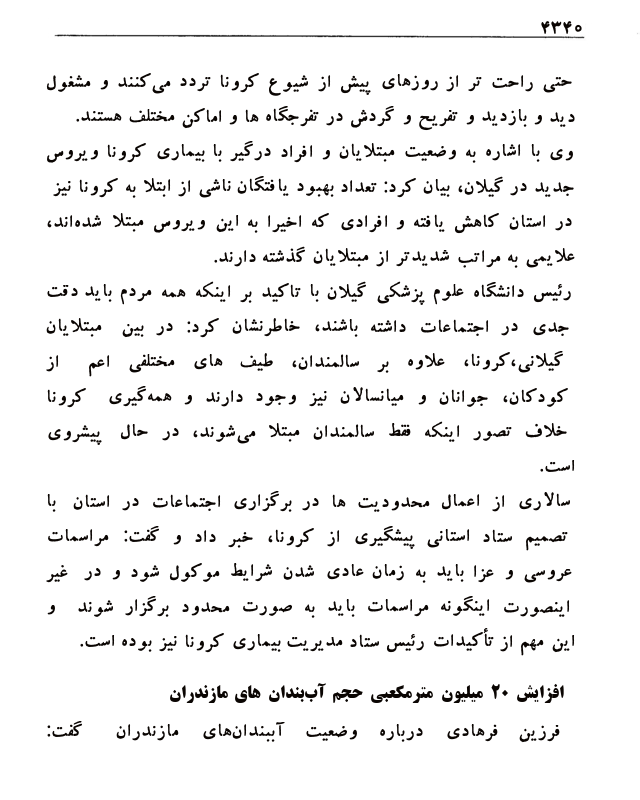 ۴۳۴۰
حتی راحت تر از روزهای پیش از شیوع کرونا تردد می‌کنند و مشغول
دید و بازدید و تفریح و گردش در تفرجگاه ها و اماکن مختلف هستند.
وی با اشاره به وضعیت مبتلایان و افراد درگیر با بیماری کرونا ویروس
جدید در گیلان، بیان کرد: تعداد بهبود یافتگان ناشی از ابتلا به کرونا نیز
در استان کاهش یافته و افرادی که اخیرا به این ویروس مبتلا شده‌اند،
علایمی به مراتب شدیدتر از مبتلایان گذشته دارند.
رئیس دانشگاه علوم پزشکی گیلان با تاکید بر اینکه همه مردم باید دقت
جدی در اجتماعات داشته باشند، خاطرنشان کرد: در بین مبتلایان
گیلانی،کرونا، علاوه بر سالمندان، طیف های مختلفی اعم از
کودکان، جوانان و میانسالان نیز وجود دارند و همه‌گیری کرونا
خلاف تصور اینکه فقط سالمندان مبتلا می‌شوند، در حال پیشروی
است.
سالاری از اعمال محدودیت ها در برگزاری اجتماعات در استان با
تصمیم ستاد استانی پیشگیری از کرونا، خبر داد و گفت: مراسمات
عروسی و عزا باید به زمان عادی شدن شرایط موکول شود و در غیر
اینصورت اینگونه مراسمات باید به صورت محدود برگزار شوند و
این مهم از تأکیدات رئیس ستاد مدیریت بیماری کرونا نیز بوده است.
افزایش ۲۰ میلیون مترمکعبی حجم آب‌بندان های مازندران
فرزین فرهادی درباره وضعیت آببندان‌های مازندران گفت: